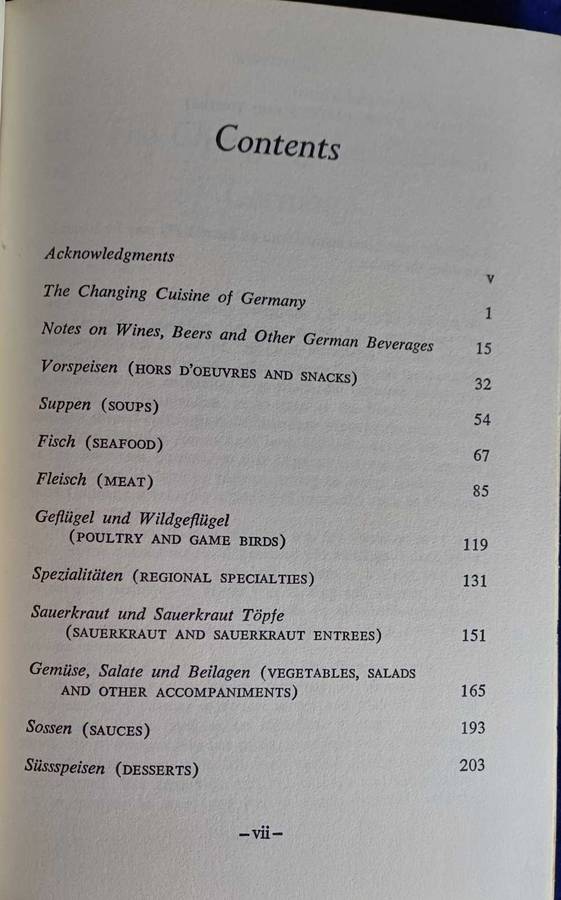 Contents
Acknowledgments v
The Changing Cuisine of Germany 1
Notes on Wines, Beers and Other German Beverages 15
Vorspeisen (HORS D'OEUVRES AND SNACKS) 32
Suppen (SOUPS) 54
Fisch (SEAFOOD) 67
Fleisch (MEAT) 85
Geflügel und Wildgeflügel
(POULTRY AND GAME BIRDS) 119
Spezialitäten (REGIONAL SPECIALTIES) 131
Sauerkraut und Sauerkraut Töpfe
(SAUERKRAUT AND SAUERKRAUT ENTREES) 151
Gemüse, Salate und Beilagen (VEGETABLES, SALADS
AND OTHER ACCOMPANIMENTS) 165
Sossen (SAUCES) 193
Süssspeisen (DESSERTS) 203
–vii–